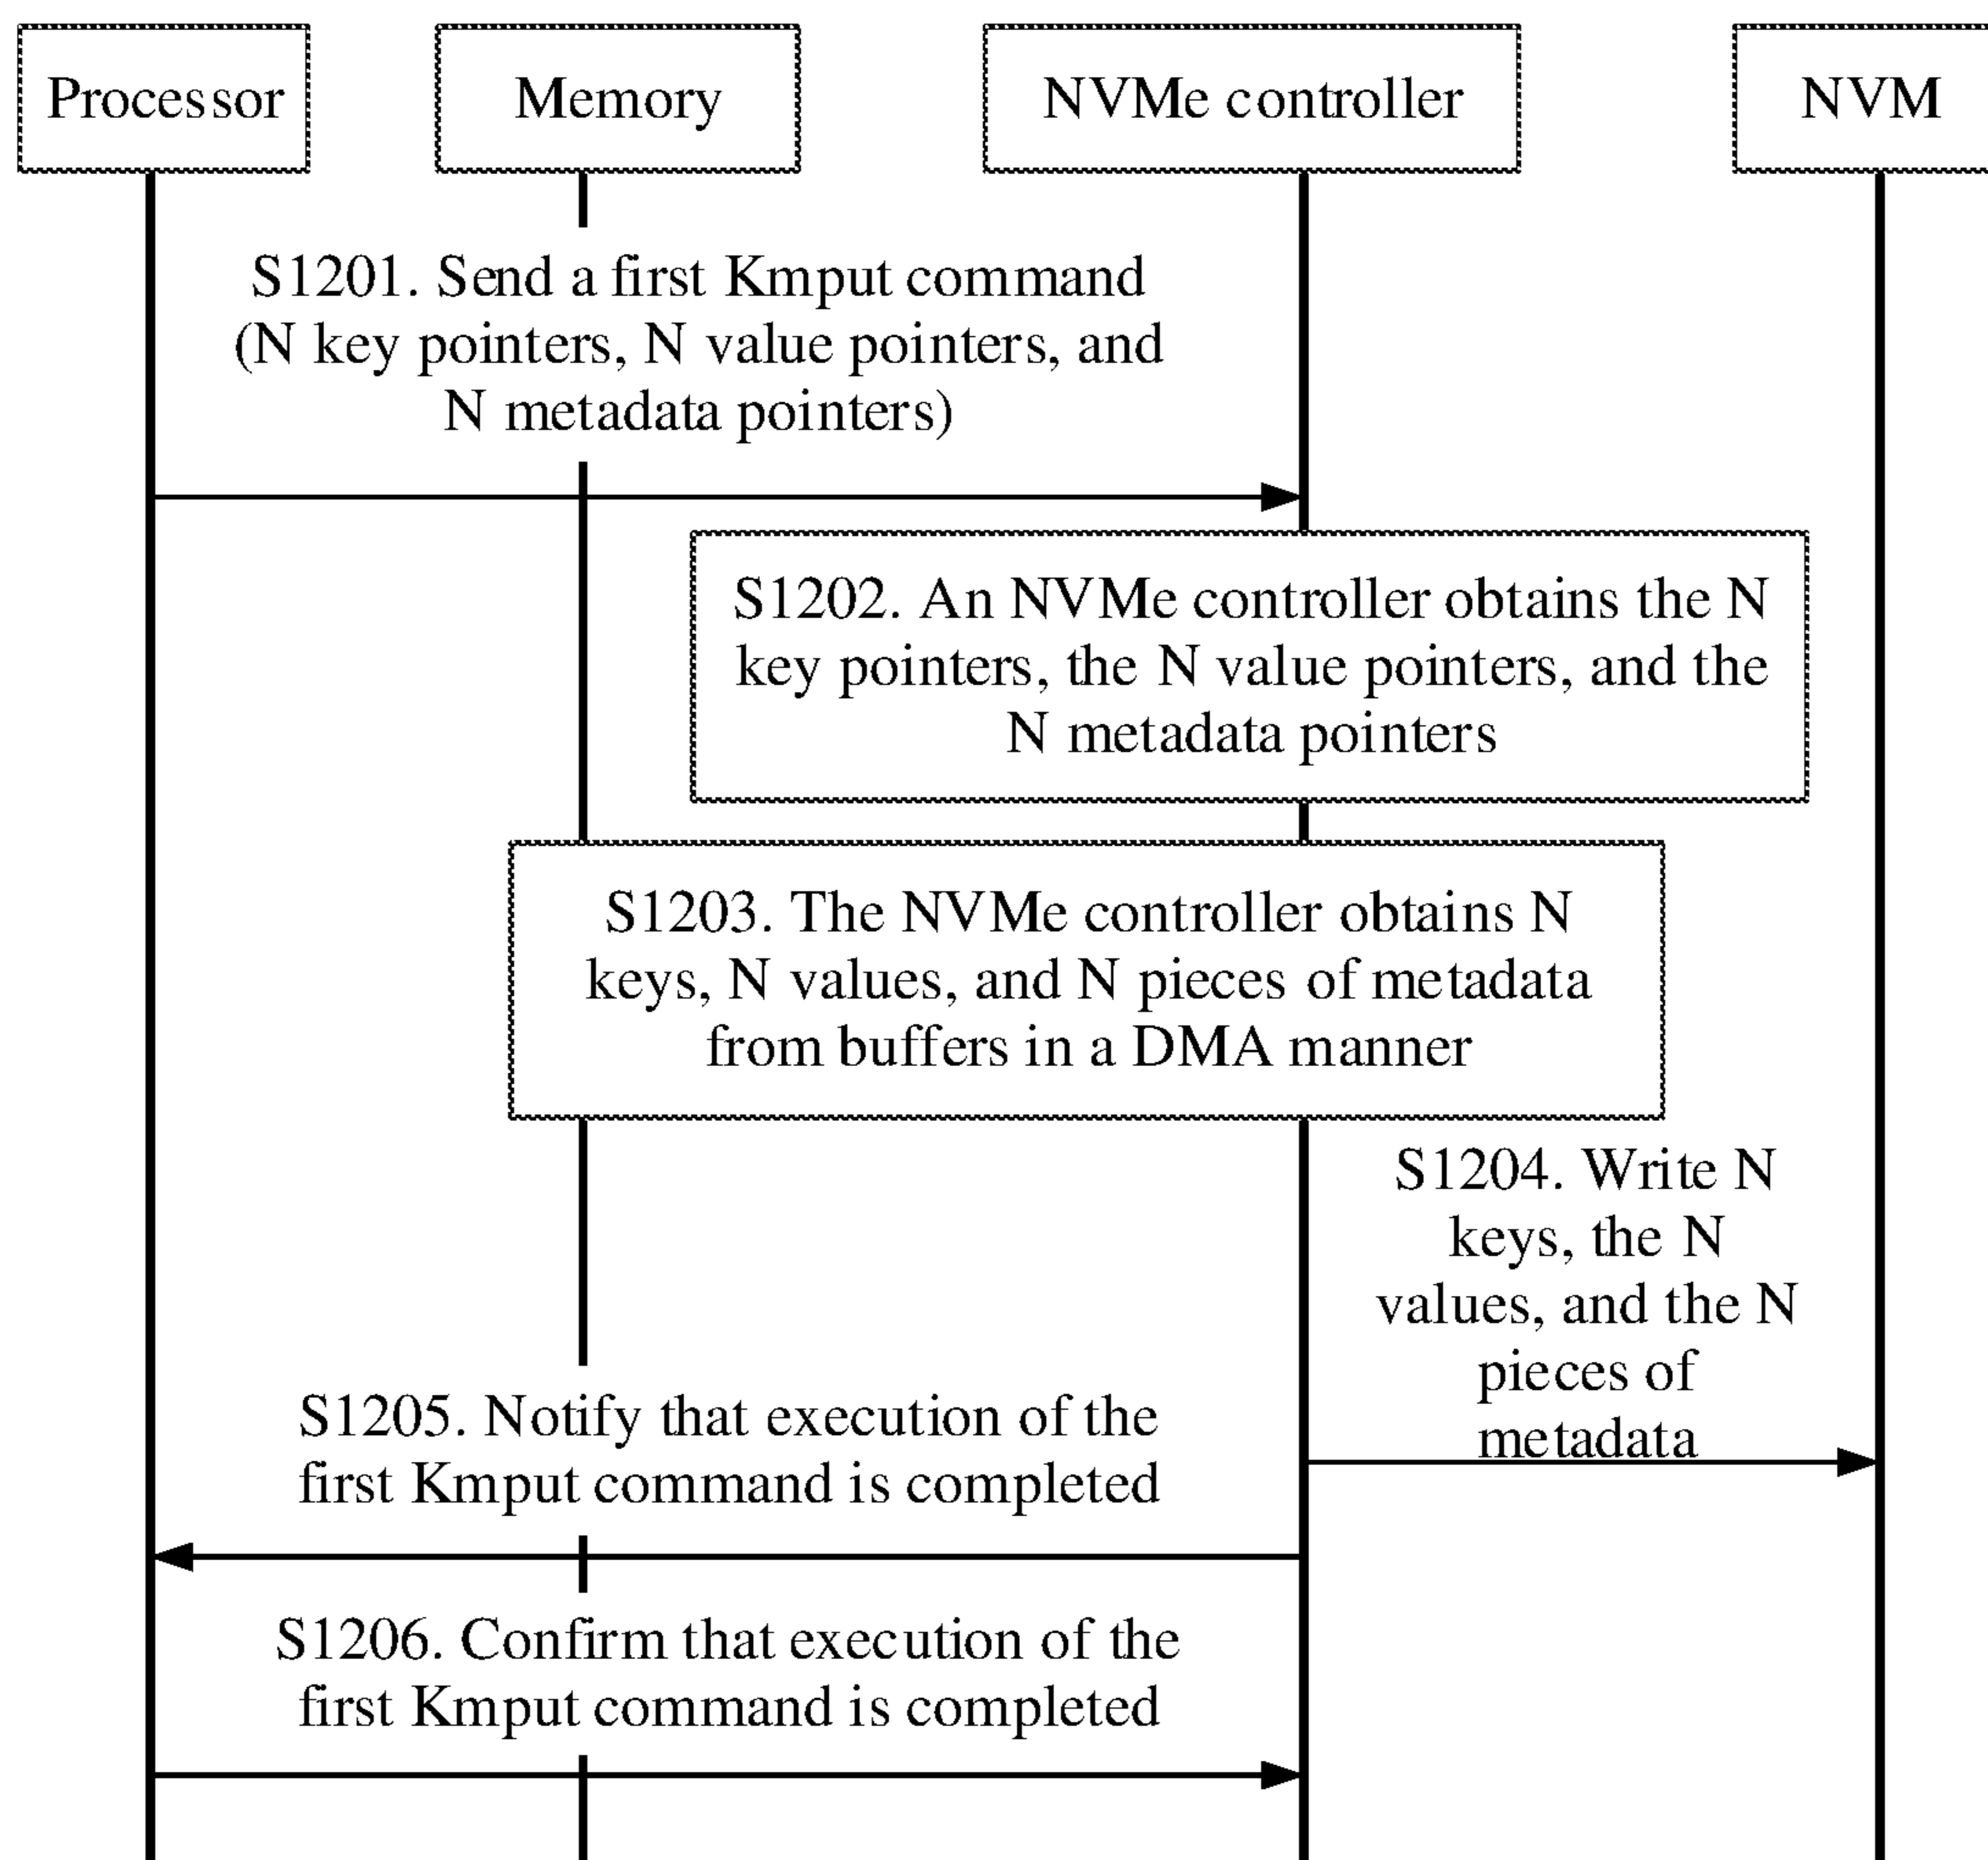 Processor
Memory
NVMe controller
NVM
S1201. Send a first Kmput command
(N key pointers, N value pointers, and
N metadata pointers)
S1202. An NVMe controller obtains the N
key pointers, the N value pointers, and the
N metadata pointers
S1203. The NVMe controller obtains N
keys, N values, and N pieces of metadata
from buffers in a DMA manner
S1204. Write N
keys, the N
values, and the N
pieces of
metadata
S1205. Notify that execution of the
first Kmput command is completed
S1206. Confirm that execution of the
first Kmput command is completed